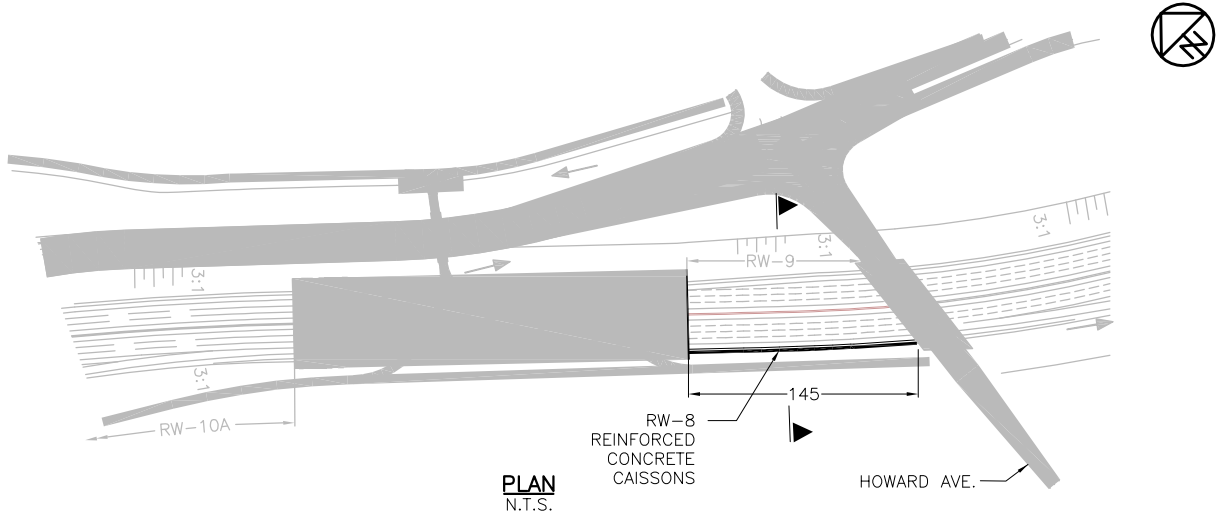 N
3:1
3:1
RW-9
3:1
3:1
RW-10A
145
RW-8
REINFORCED
CONCRETE
CAISSONS
HOWARD AVE.
PLAN
N.T.S.